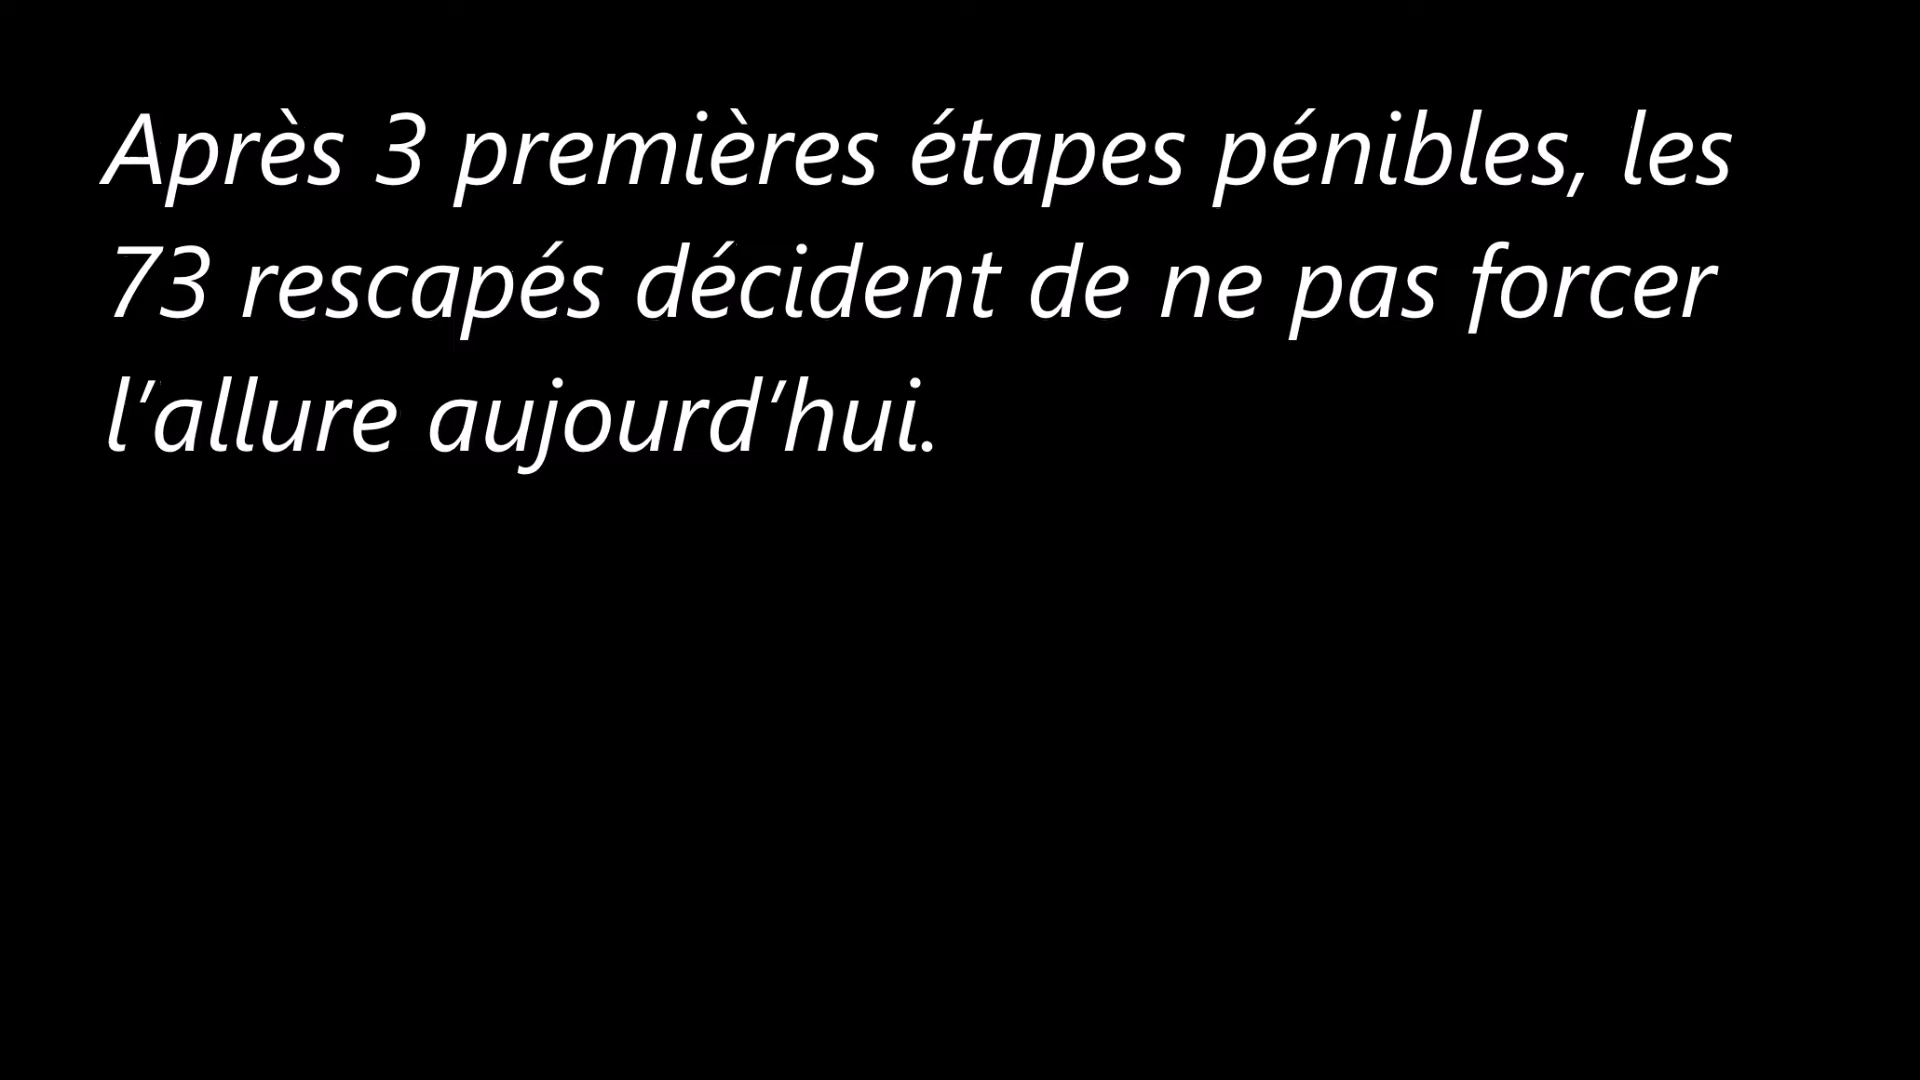 Après 3 premières étapes pénibles, les
73 rescapés décident de ne pas forcer
l’allure aujourd’hui.